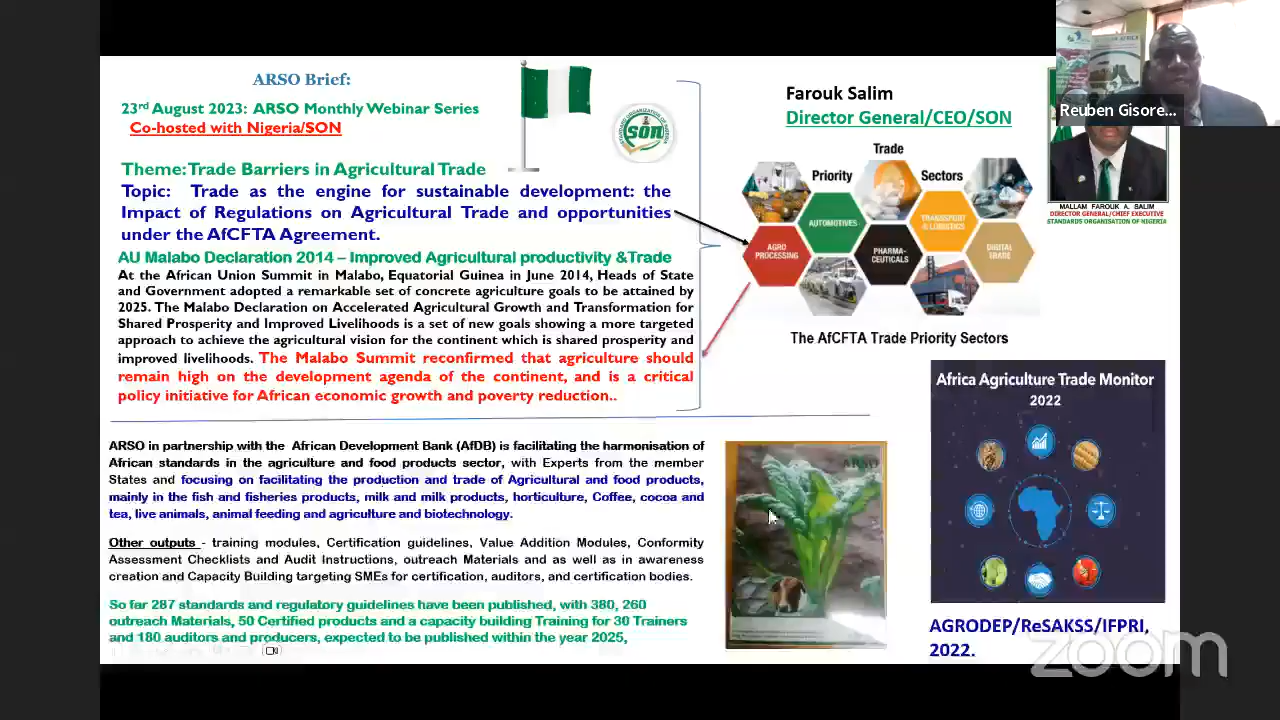 ARSO Brief:
23rd August 2023: ARSO Monthly Webinar Series
Co-hosted with Nigeria/SON
Theme: Trade Barriers in Agricultural Trade
Topic: Trade as the engine for sustainable development: the
Impact of Regulations on Agricultural Trade and opportunities
under the AfCFTA Agreement.
AU Malabo Declaration 2014 – Improved Agricultural productivity &Trade
At the African Union Summit in Malabo, Equatorial Guinea in June 2014, Heads of State
and Government adopted a remarkable set of concrete agriculture goals to be attained by
2025. The Malabo Declaration on Accelerated Agricultural Growth and Transformation for
Shared Prosperity and Improved Livelihoods is a set of new goals showing a more targeted
approach to achieve the agricultural vision for the continent which is shared prosperity and
improved livelihoods. The Malabo Summit reconfirmed that agriculture should
remain high on the development agenda of the continent, and is a critical
policy initiative for African economic growth and poverty reduction..
SON
Farouk Salim
Director General/CEO/SON
Trade
Priority
Sectors
AUTOMOTIVES
TRANSPORT
& LOGISTICS
AGRO
PROCESSING
PHARMA-
CEUTICALS
DIGITAL
TRADE
The AfCFTA Trade Priority Sectors
Reuben Gisore...
MALLAM FAROUK A. SALIM
DIRECTOR GENERAL/CHIEF EXECUTIVE
STANDARDS ORGANISATION OF NIGERIA
ARSO in partnership with the African Development Bank (AfDB) is facilitating the harmonisation of
African standards in the agriculture and food products sector, with Experts from the member
States and focusing on facilitating the production and trade of Agricultural and food products,
mainly in the fish and fisheries products, milk and milk products, horticulture, Coffee, cocoa and
tea, live animals, animal feeding and agriculture and biotechnology.
Other outputs - training modules, Certification guidelines, Value Addition Modules, Conformity
Assessment Checklists and Audit Instructions, outreach Materials and as well as in awareness
creation and Capacity Building targeting SMEs for certification, auditors, and certification bodies.
So far 287 standards and regulatory guidelines have been published, with 380, 260
outreach Materials, 50 Certified products and a capacity building Training for 30 Trainers
and 180 auditors and producers, expected to be published within the year 2025,
ARSO
Africa Agriculture Trade Monitor
2022
AGRODEP/ReSAKSS/IFPRI,
2022.
zoom